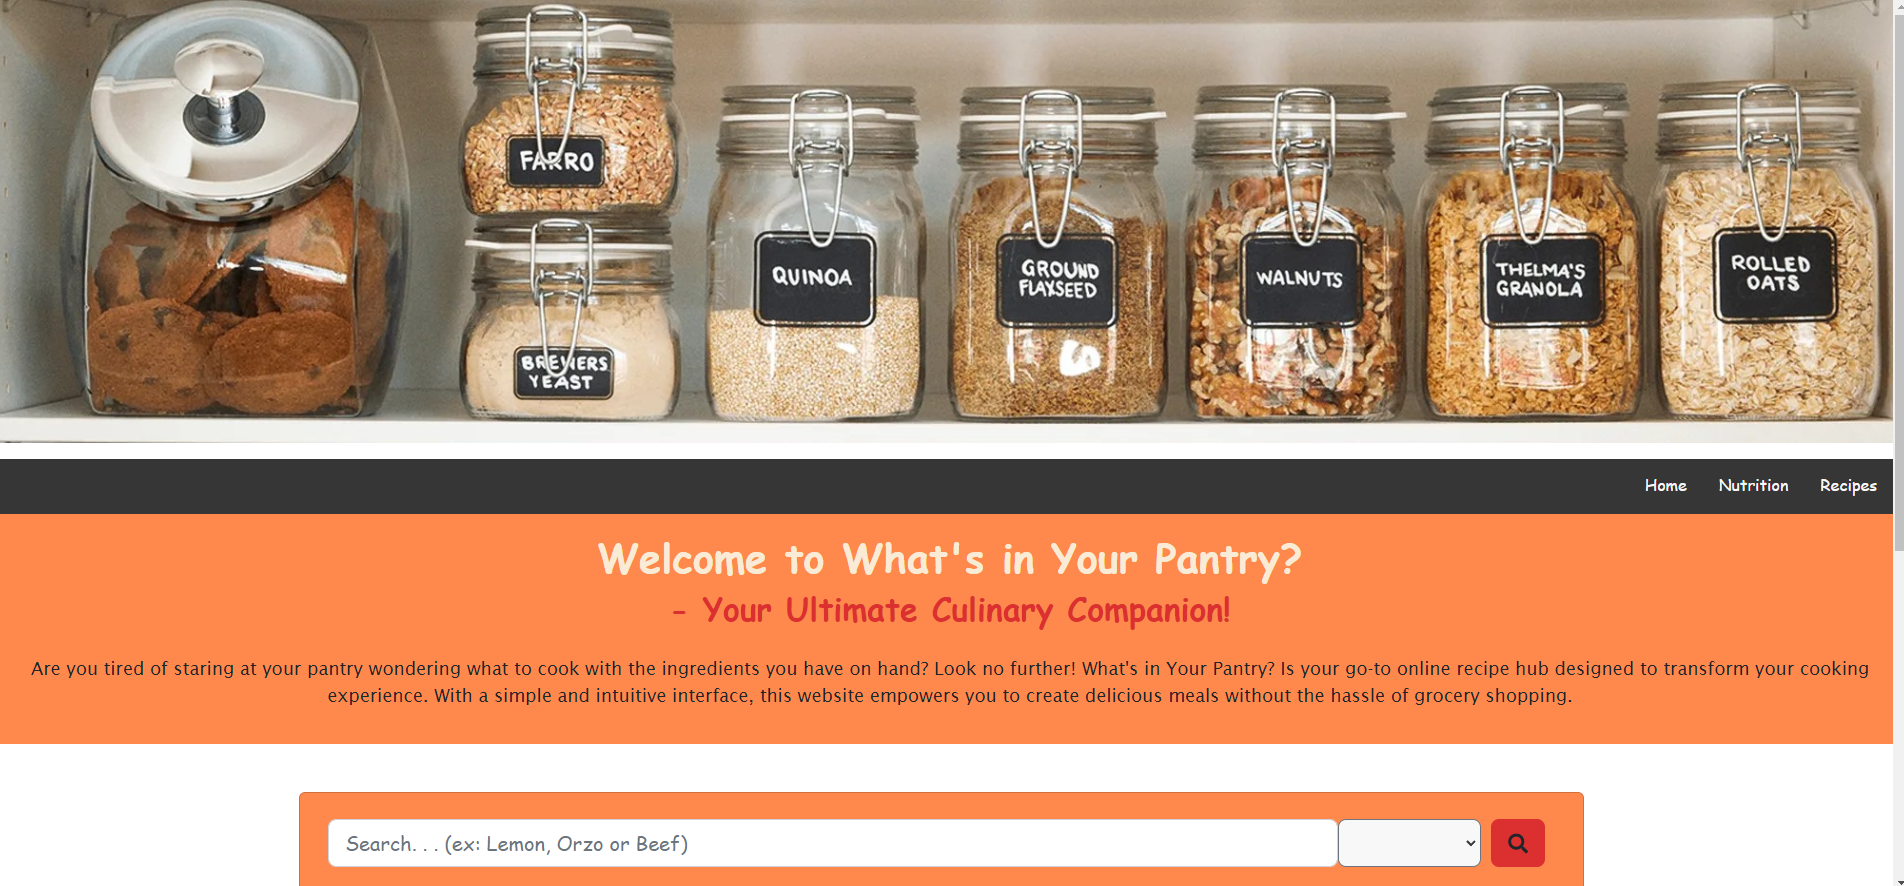 FARRO
BREWERS
YEAST
QUINOA
GROUND
FLAXSEED
WALNUTS
THELMA'S
GRANOLA
ROLLED
OATS
Home Nutrition Recipes
Welcome to What's in Your Pantry?
- Your Ultimate Culinary Companion!
Are you tired of staring at your pantry wondering what to cook with the ingredients you have on hand? Look no further! What's in Your Pantry? Is your go-to online recipe hub designed to transform your cooking
experience. With a simple and intuitive interface, this website empowers you to create delicious meals without the hassle of grocery shopping.
Search. . . (ex: Lemon, Orzo or Beef)